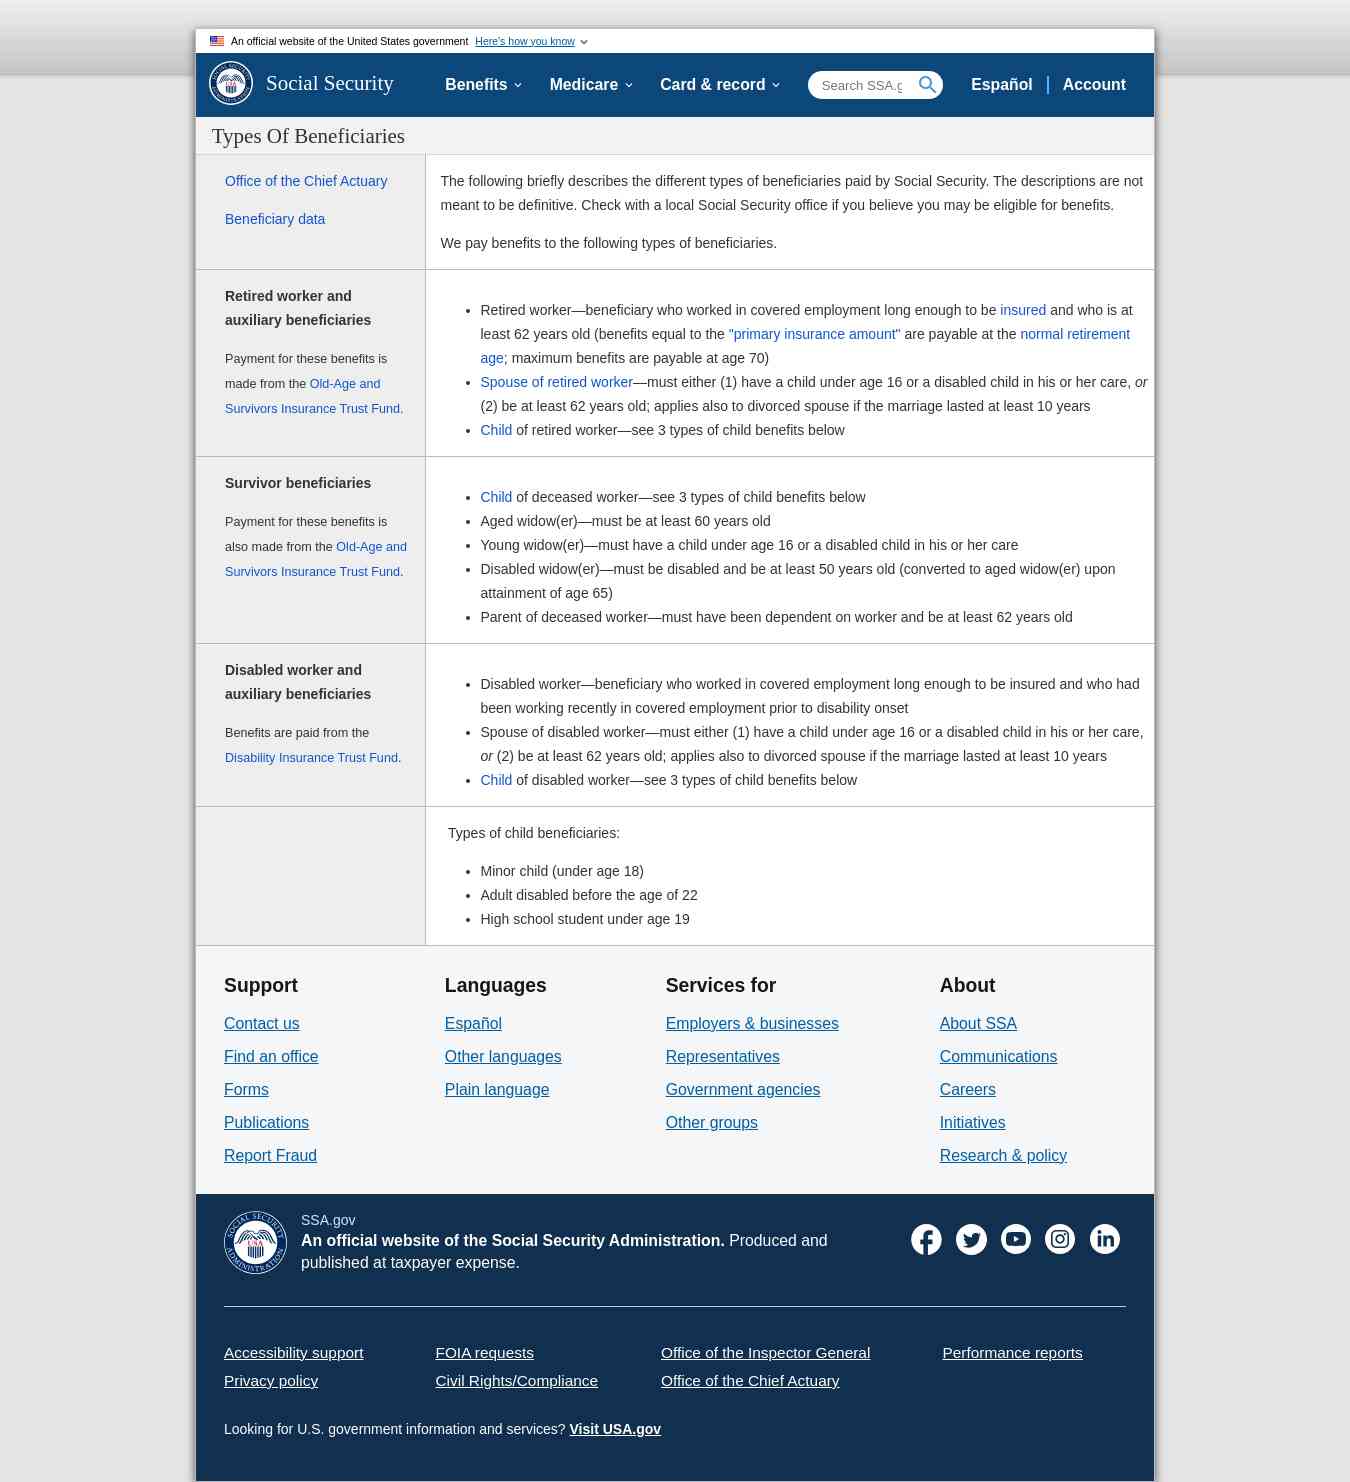 An official website of the United States government Here's how you know
Social Security
Benefits
Medicare
Card & record
Search SSA.g
Español
Account
Types Of Beneficiaries
Office of the Chief Actuary
Beneficiary data
The following briefly describes the different types of beneficiaries paid by Social Security. The descriptions are not
meant to be definitive. Check with a local Social Security office if you believe you may be eligible for benefits.
We pay benefits to the following types of beneficiaries.
Retired worker and
auxiliary beneficiaries
Payment for these benefits is
made from the Old-Age and
Survivors Insurance Trust Fund.
• Retired worker—beneficiary who worked in covered employment long enough to be insured and who is at
least 62 years old (benefits equal to the "primary insurance amount" are payable at the normal retirement
age; maximum benefits are payable at age 70)
• Spouse of retired worker—must either (1) have a child under age 16 or a disabled child in his or her care, or
(2) be at least 62 years old; applies also to divorced spouse if the marriage lasted at least 10 years
• Child of retired worker—see 3 types of child benefits below
Survivor beneficiaries
Payment for these benefits is
also made from the Old-Age and
Survivors Insurance Trust Fund.
• Child of deceased worker—see 3 types of child benefits below
• Aged widow(er)—must be at least 60 years old
• Young widow(er)—must have a child under age 16 or a disabled child in his or her care
• Disabled widow(er)—must be disabled and be at least 50 years old (converted to aged widow(er) upon
attainment of age 65)
• Parent of deceased worker—must have been dependent on worker and be at least 62 years old
Disabled worker and
auxiliary beneficiaries
Benefits are paid from the
Disability Insurance Trust Fund.
• Disabled worker—beneficiary who worked in covered employment long enough to be insured and who had
been working recently in covered employment prior to disability onset
• Spouse of disabled worker—must either (1) have a child under age 16 or a disabled child in his or her care,
or (2) be at least 62 years old; applies also to divorced spouse if the marriage lasted at least 10 years
• Child of disabled worker—see 3 types of child benefits below
Types of child beneficiaries:
• Minor child (under age 18)
• Adult disabled before the age of 22
• High school student under age 19
Support
Contact us
Find an office
Forms
Publications
Report Fraud
Languages
Español
Other languages
Plain language
Services for
Employers & businesses
Representatives
Government agencies
Other groups
About
About SSA
Communications
Careers
Initiatives
Research & policy
SOCIAL SECURITY
USA
ADMINISTRATION
SSA.gov
An official website of the Social Security Administration. Produced and
published at taxpayer expense.
Accessibility support
FOIA requests
Office of the Inspector General
Performance reports
Privacy policy
Civil Rights/Compliance
Office of the Chief Actuary
Looking for U.S. government information and services? Visit USA.gov